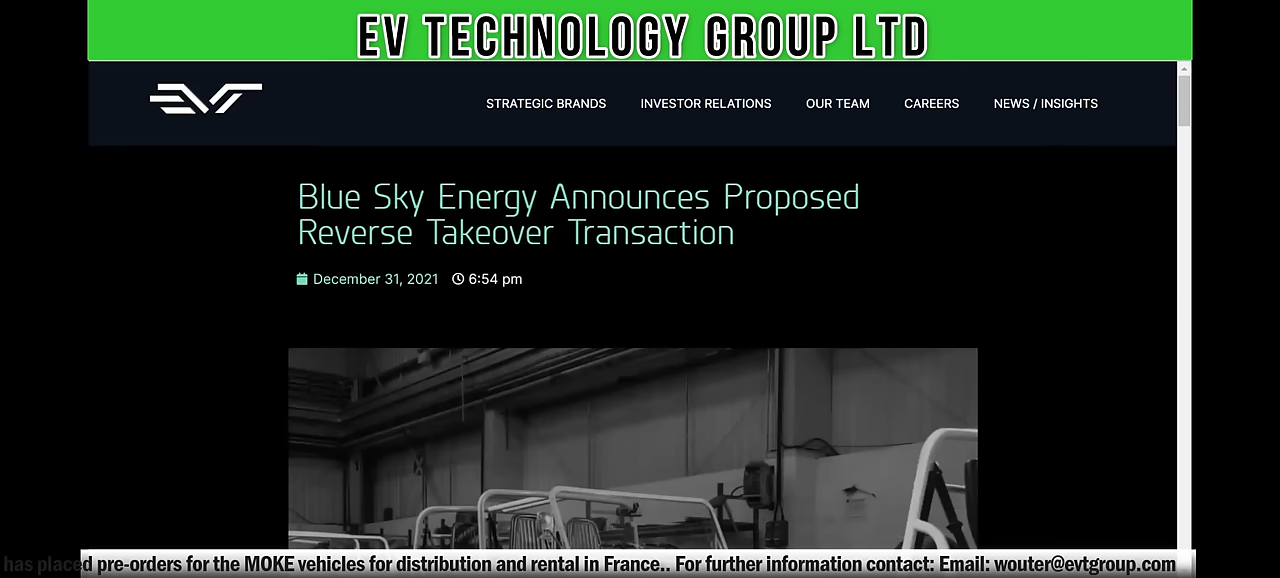 EV TECHNOLOGY GROUP LTD
EVT
STRATEGIC BRANDS INVESTOR RELATIONS OUR TEAM CAREERS NEWS / INSIGHTS
Blue Sky Energy Announces Proposed
Reverse Takeover Transaction
December 31, 2021 6:54 pm
has placed pre-orders for the MOKE vehicles for distribution and rental in France.. For further information contact: Email: wouter@evtgroup.com